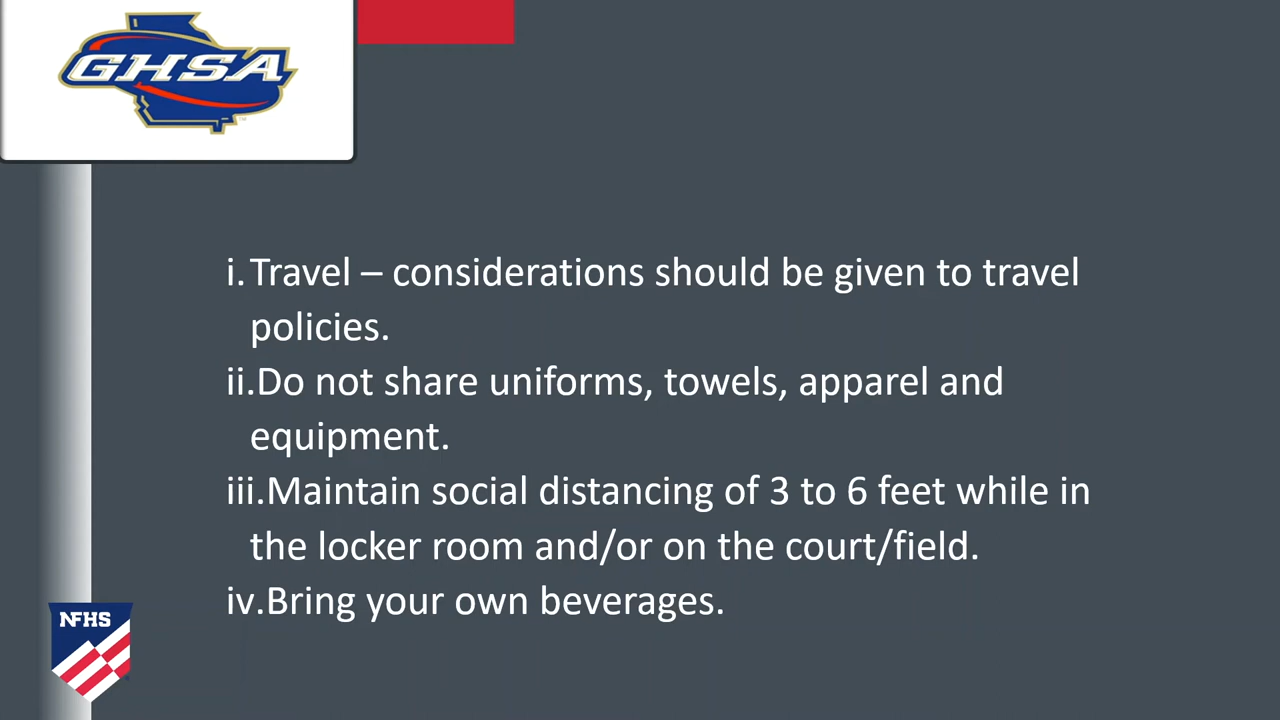 GHSA
i. Travel – considerations should be given to travel
policies.
ii.Do not share uniforms, towels, apparel and
equipment.
iii.Maintain social distancing of 3 to 6 feet while in
the locker room and/or on the court/field.
iv.Bring your own beverages.
NFHS